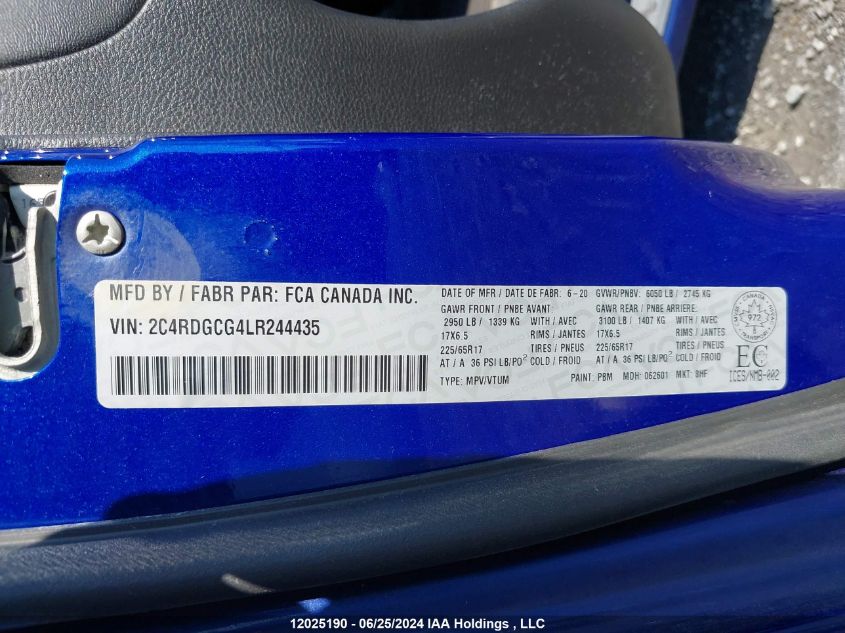 MFD BY / FABR PAR: FCA CANADA INC.
VIN: 2C4RDGCG4LR244435
DATE OF MFR / DATE DE FABR: 6-20 GVWR/PNBV: 6050 LB / 2745 KG
GAWR FRONT / PNBE AVANT: GAWR REAR / PNBE ARRIERE:
2950 LB / 1339 KG WITH / AVEC 3100 LB / 1407 KG WITH / AVEC
17X6.5 RIMS / JANTES 17X6.5 RIMS / JANTES
225/65R17 TIRES / PNEUS 225/65R17 TIRES / PNEUS
AT / A 36 PSI LB/PO² COLD / FROID AT / A 36 PSI LB/PO² COLD / FROID
TYPE: MPV/VTUM PAINT: PBM MDH: 062601 MKT: BHF
CANADA
972
TRANSPORT
EC
ICES/NMB-002
12025190 - 06/25/2024 IAA Holdings , LLC